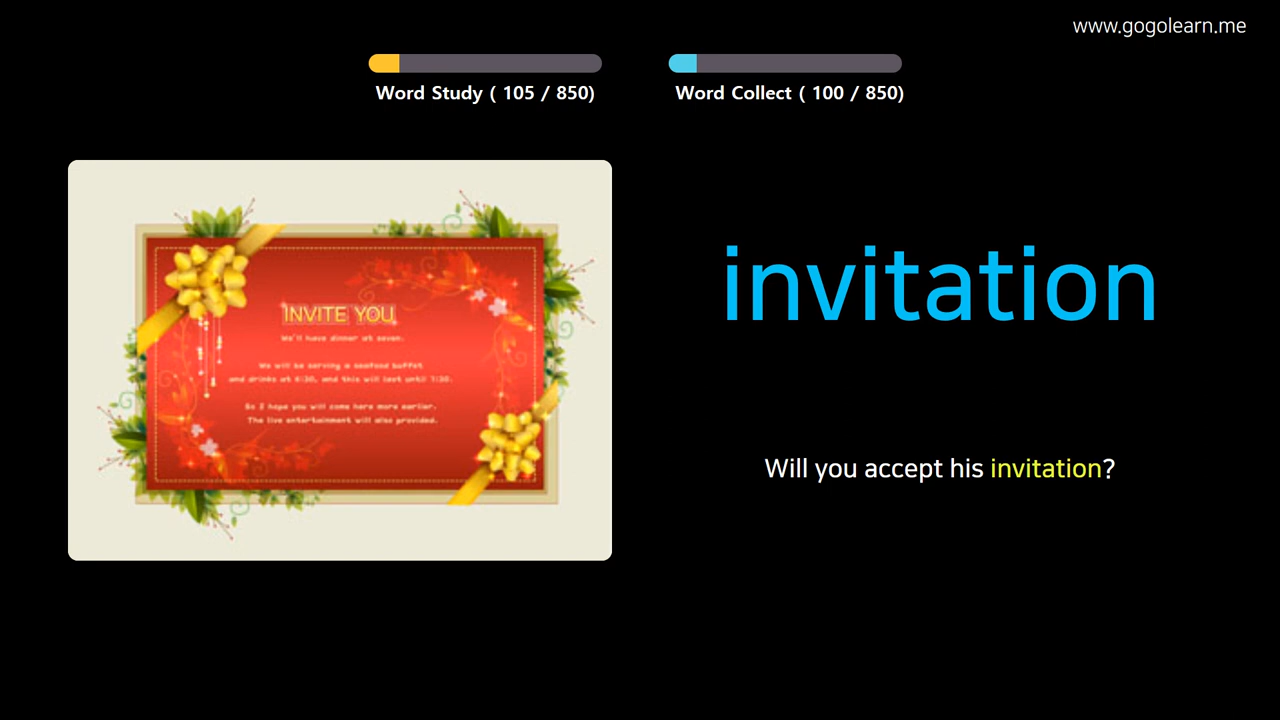 www.gogolearn.me
Word Study ( 105 / 850)
Word Collect ( 100 / 850)
INVITE YOU
We'll have dinner at seven.
We will be serving a seafood buffet
and drinks at 6:30, and this will last until 1:30.
So I hope you will come here more earlier.
The live entertainment will also provided.
invitation
Will you accept his invitation?